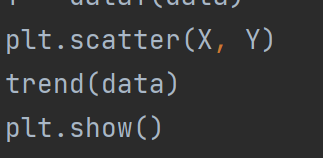 plt.scatter(X, Y)
trend(data)
plt.show()